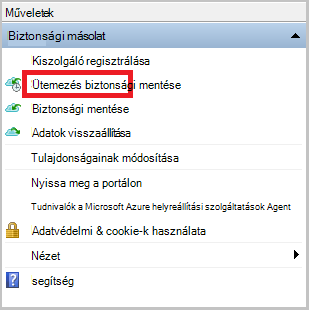 Műveletek
Biztonsági másolat
Kiszolgáló regisztrálása
Ütemezés biztonsági mentése
Biztonsági mentése
Adatok visszaállítása
Tulajdonságainak módosítása
Nyissa meg a portálon
Tudnivalók a Microsoft Azure helyreállítási szolgáltatások Agent
Adatvédelmi & cookie-k használata
Nézet
segítség